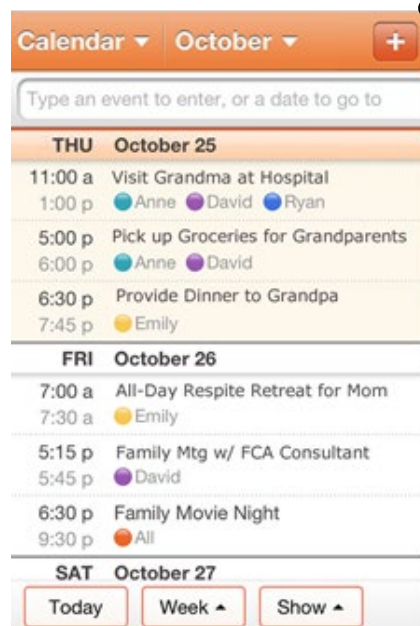 Calendar October +
Type an event to enter, or a date to go to
THU October 25
11:00 a Visit Grandma at Hospital
1:00 p Anne David Ryan
5:00 p Pick up Groceries for Grandparents
6:00 p Anne David
6:30 p Provide Dinner to Grandpa
7:45 p Emily
FRI October 26
7:00 a All-Day Respite Retreat for Mom
7:30 a Emily
5:15 p Family Mtg w/ FCA Consultant
5:45 p David
6:30 p Family Movie Night
9:30 p All
SAT October 27
Today Week Show